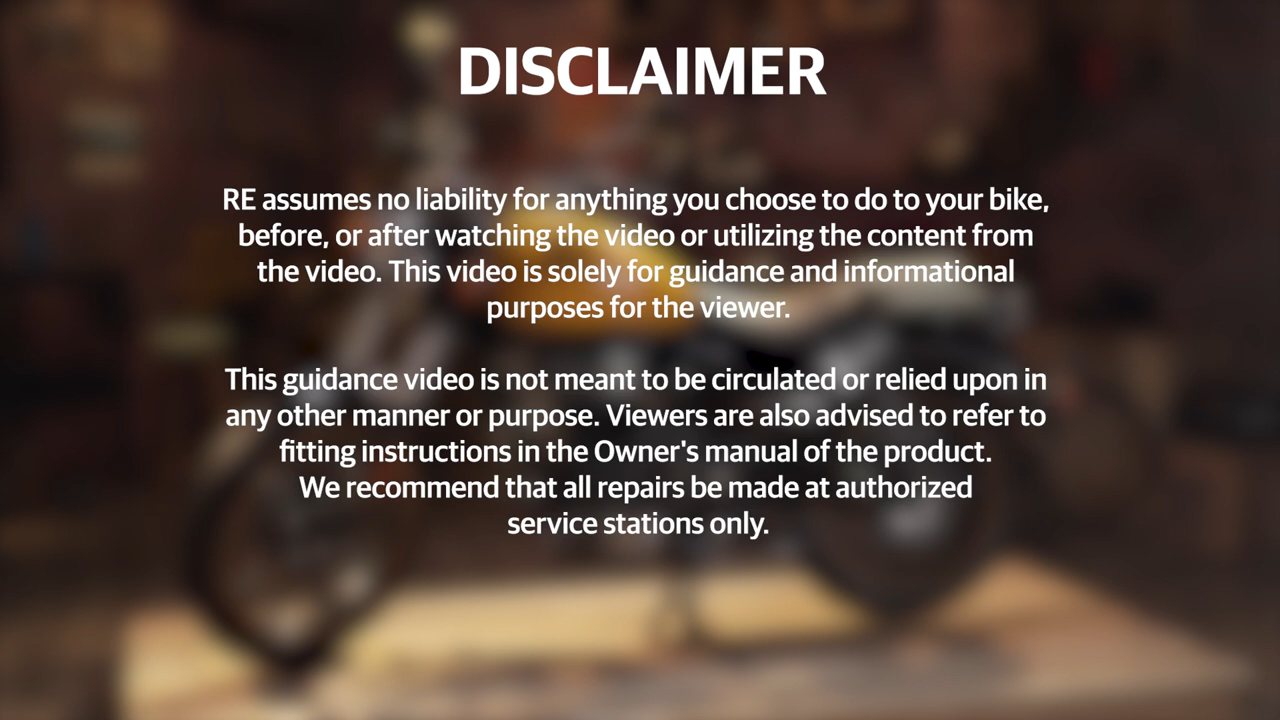 DISCLAIMER
RE assumes no liability for anything you choose to do to your bike,
before, or after watching the video or utilizing the content from
the video. This video is solely for guidance and informational
purposes for the viewer.
This guidance video is not meant to be circulated or relied upon in
any other manner or purpose. Viewers are also advised to refer to
fitting instructions in the Owner's manual of the product.
We recommend that all repairs be made at authorized
service stations only.